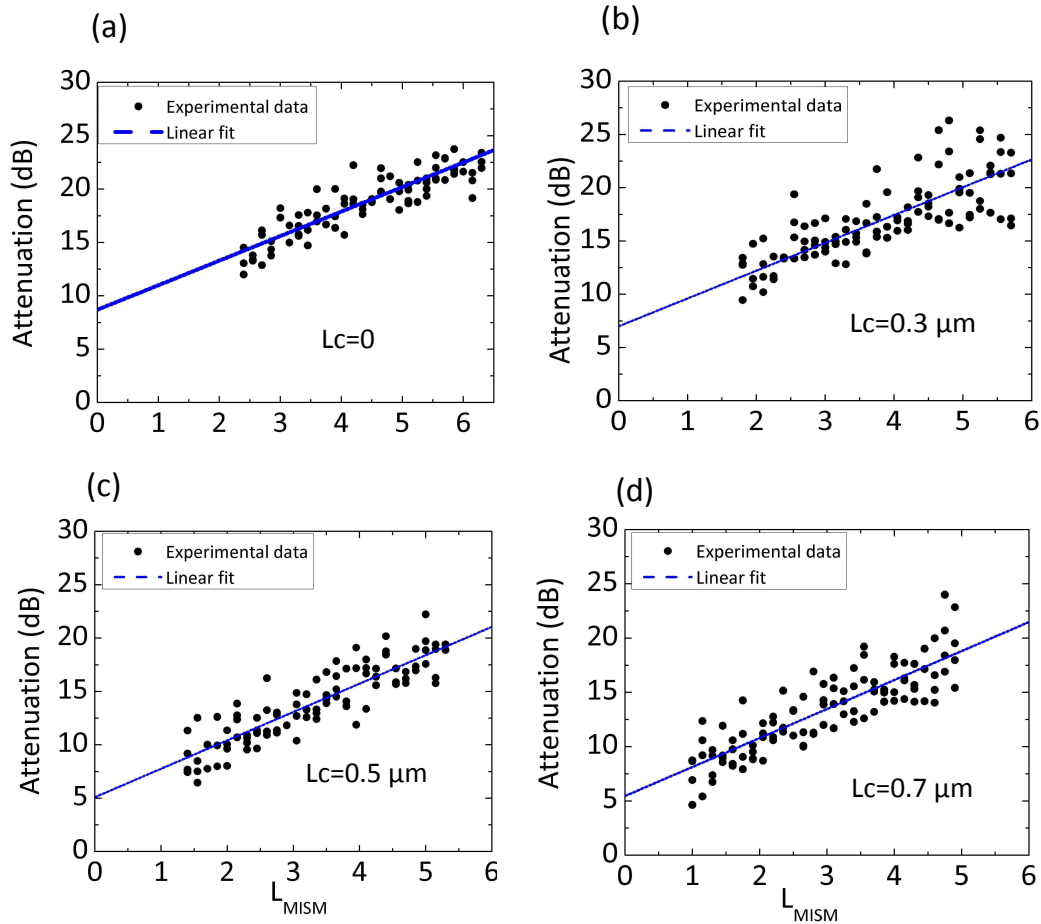 (a)
30
25
20
15
10
5
0
Attenuation (dB)
Experimental data
Linear fit
Lc=0
0 1 2 3 4 5 6
(b)
30
25
20
15
10
5
0
Attenuation (dB)
Experimental data
Linear fit
Lc=0.3 µm
0 1 2 3 4 5 6
(c)
30
25
20
15
10
5
0
Attenuation (dB)
Experimental data
Linear fit
Lc=0.5 µm
0 1 2 3 4 5 6
LMISM
(d)
30
25
20
15
10
5
0
Attenuation (dB)
Experimental data
Linear fit
Lc=0.7 µm
0 1 2 3 4 5 6
LMISM